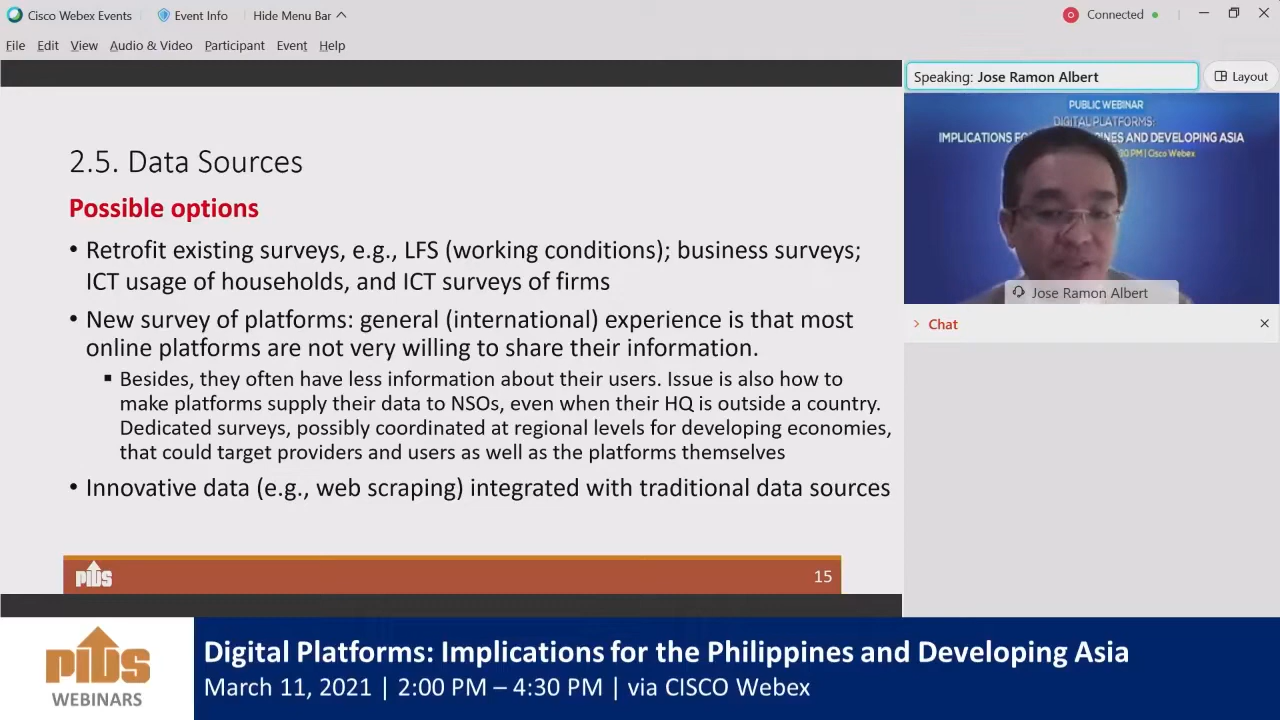 Cisco Webex Events
Event Info
Hide Menu Bar
Connected
File Edit View Audio & Video Participant Event Help
Speaking: Jose Ramon Albert
Layout
PUBLIC WEBINAR
DIGITAL PLATFORMS:
IMPLICATIONS FO PINES AND DEVELOPING ASIA
30 PM | Cisco Webex
Jose Ramon Albert
Chat
2.5. Data Sources
Possible options
• Retrofit existing surveys, e.g., LFS (working conditions); business surveys;
ICT usage of households, and ICT surveys of firms
• New survey of platforms: general (international) experience is that most
online platforms are not very willing to share their information.
▪ Besides, they often have less information about their users. Issue is also how to
make platforms supply their data to NSOs, even when their HQ is outside a country.
Dedicated surveys, possibly coordinated at regional levels for developing economies,
that could target providers and users as well as the platforms themselves
• Innovative data (e.g., web scraping) integrated with traditional data sources
PIDS
15
PIDS
WEBINARS
Digital Platforms: Implications for the Philippines and Developing Asia
March 11, 2021 | 2:00 PM – 4:30 PM | via CISCO Webex